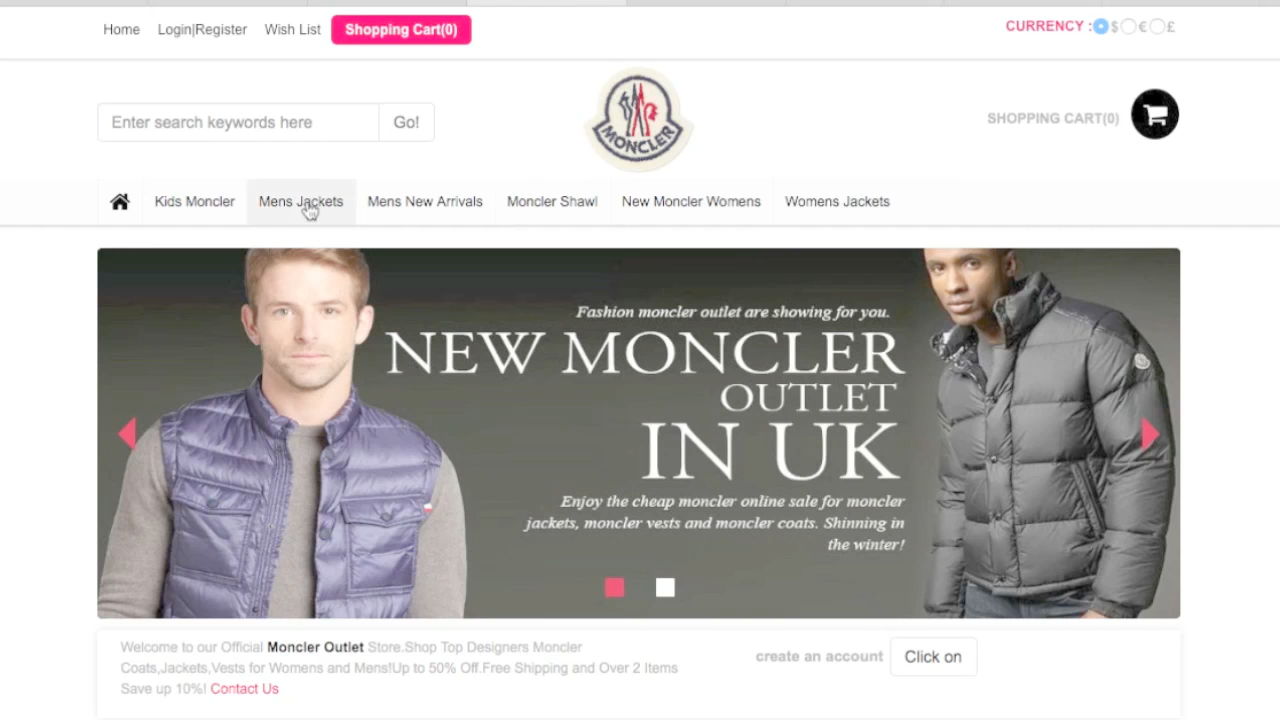 Home Login|Register Wish List Shopping Cart(0) CURRENCY : $ € £
Enter search keywords here Go! MONCLER SHOPPING CART(0)
Kids Moncler Mens Jackets Mens New Arrivals Moncler Shawl New Moncler Womens Womens Jackets
Fashion moncler outlet are showing for you.
NEW MONCLER
OUTLET
IN UK
Enjoy the cheap moncler online sale for moncler
jackets, moncler vests and moncler coats. Shinning in
the winter!
Welcome to our Official Moncler Outlet Store.Shop Top Designers Moncler
Coats,Jackets,Vests for Womens and Mens!Up to 50% Off.Free Shipping and Over 2 Items
Save up 10%! Contact Us
create an account Click on